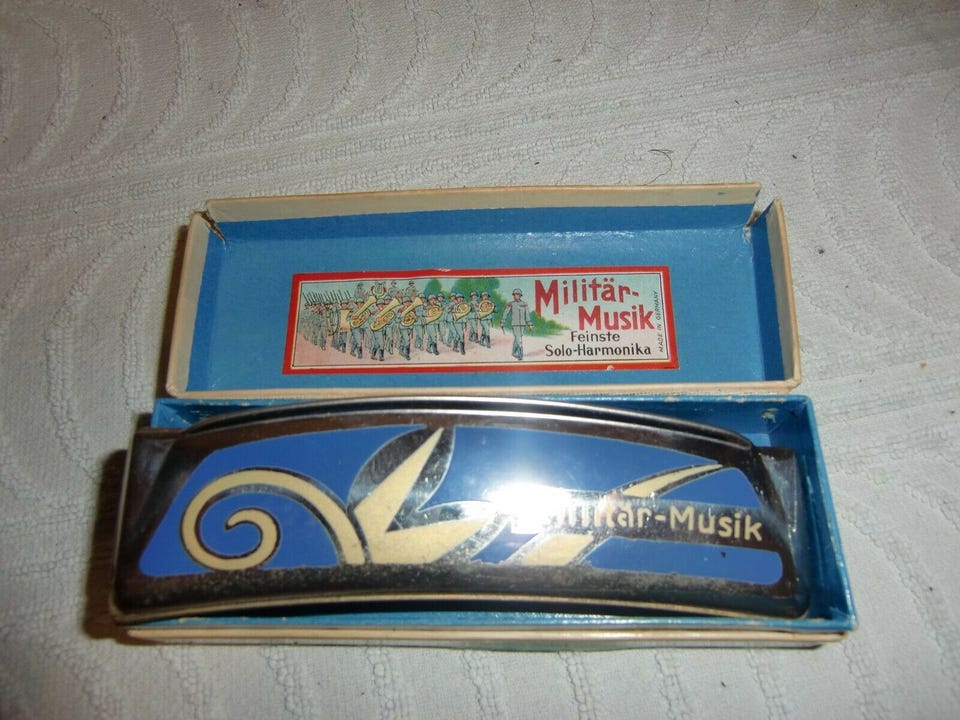 Militär-
Musik
Feinste
Solo-Harmonika
MADE IN GERMANY
Militär-Musik